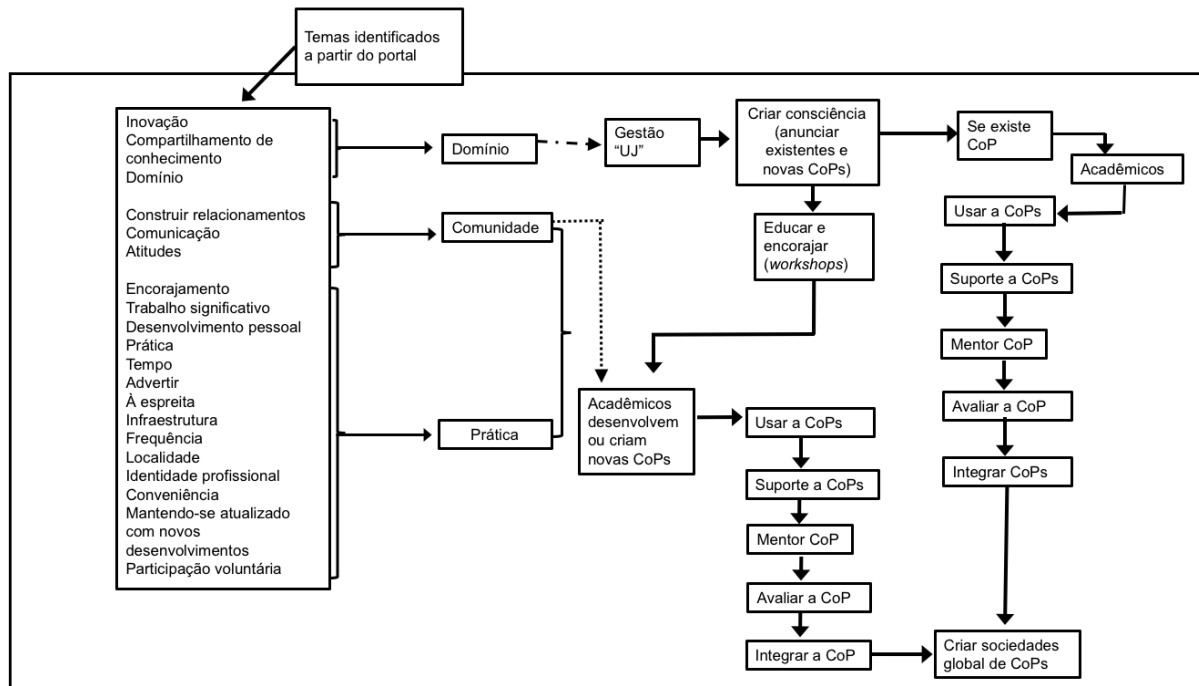 Temas identificados
a partir do portal
Inovação
Compartilhamento de
conhecimento
Domínio
Construir relacionamentos
Comunicação
Atitudes
Encorajamento
Trabalho significativo
Desenvolvimento pessoal
Prática
Tempo
Advertir
À espreita
Infraestrutura
Frequência
Localidade
Identidade profissional
Conveniência
Mantendo-se atualizado
com novos
desenvolvimentos
Participação voluntária
Domínio
Comunidade
Prática
Gestão
“UJ”
Criar consciência
(anunciar
existentes e
novas CoPs)
Educar e
encorajar
(workshops)
Acadêmicos
desenvolvem
ou criam
novas CoPs
Usar a CoPs
Suporte a CoPs
Mentor CoP
Avaliar a CoP
Integrar a CoP
Se existe
CoP
Acadêmicos
Usar a CoPs
Suporte a CoPs
Mentor CoP
Avaliar a CoP
Integrar CoPs
Criar sociedades
global de CoPs